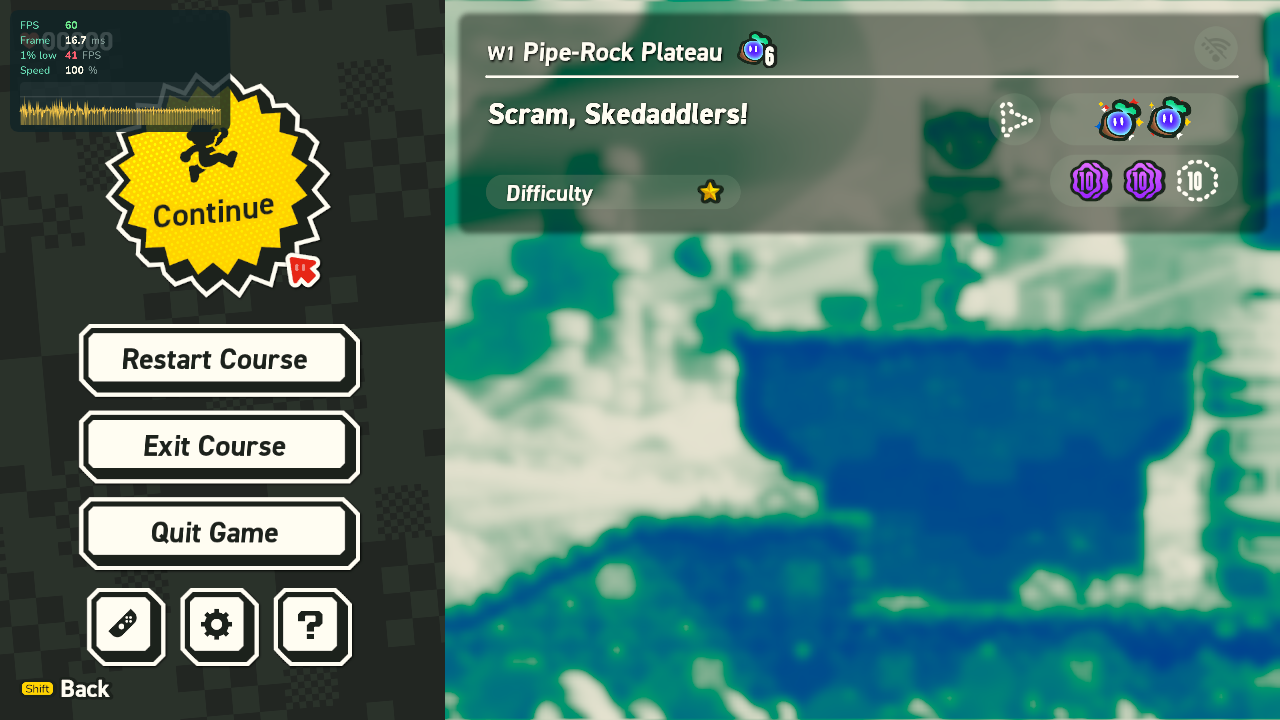 FPS 60
Frame 16.7 ms
1% low 41 FPS
Speed 100 %
Continue
Restart Course
Exit Course
Quit Game
?
Shift Back
W1 Pipe-Rock Plateau 6
Scram, Skedaddlers!
Difficulty
10 10 10